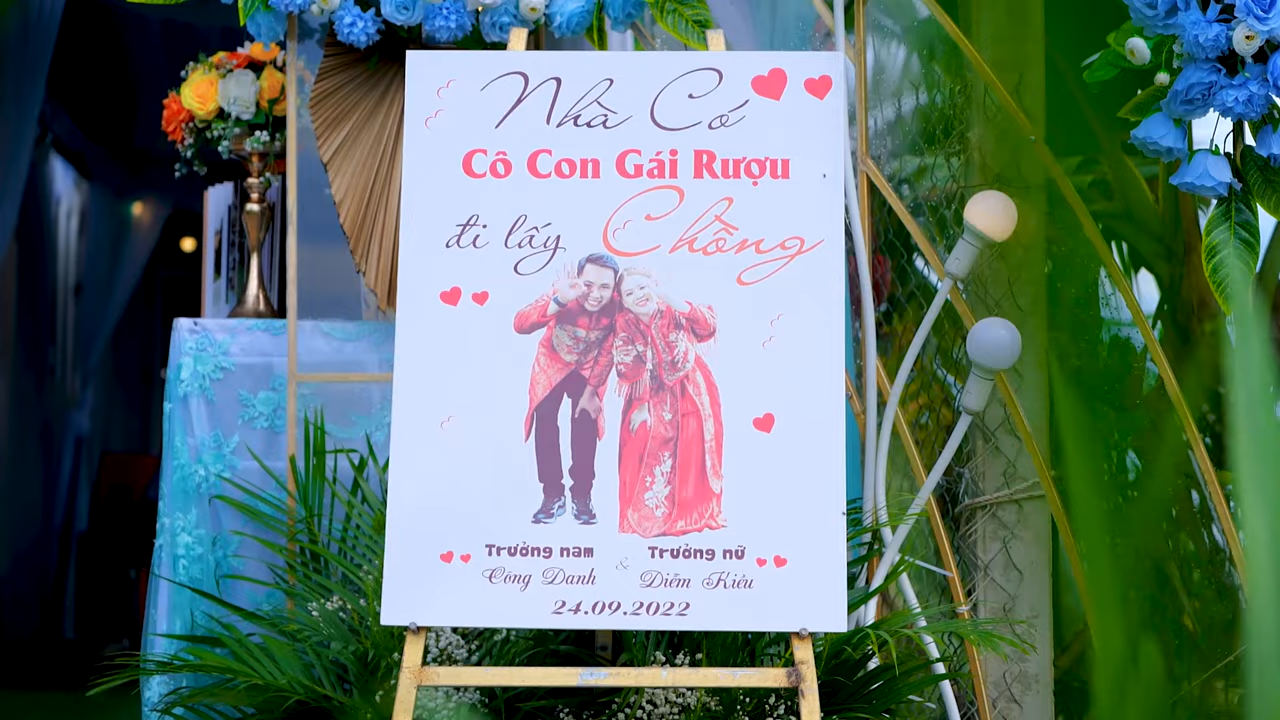 Nhà Có
Cô Con Gái Rượu
đi lấy Chồng
Trưởng nam & Trưởng nữ
Công Danh Diễm Kiều
24.09.2022